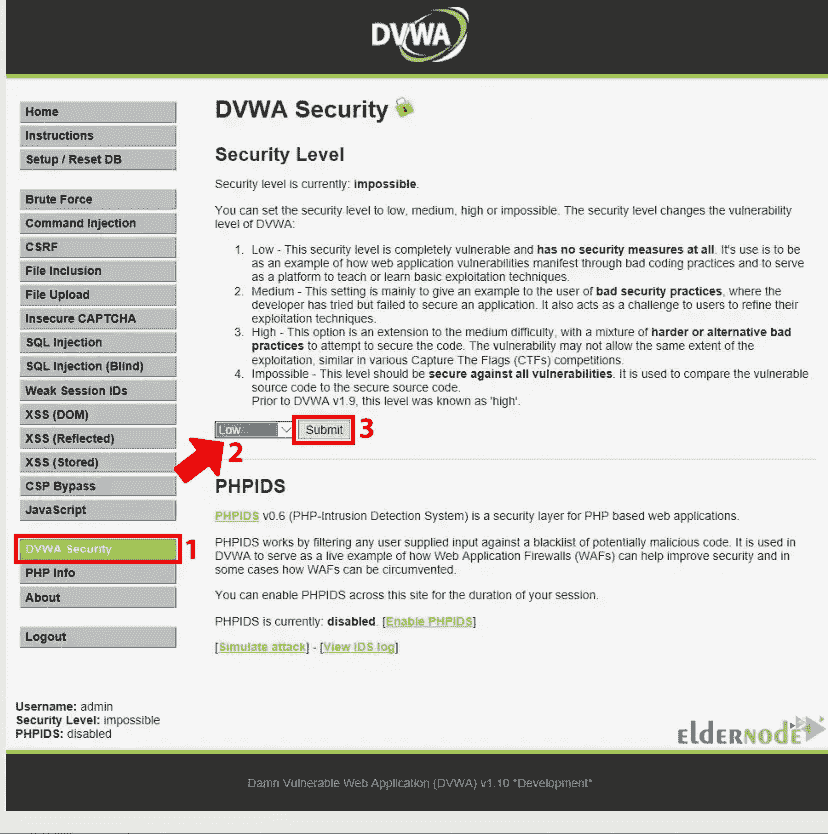 DVWA
Home
Instructions
Setup / Reset DB
Brute Force
Command Injection
CSRF
File Inclusion
File Upload
Insecure CAPTCHA
SQL Injection
SQL Injection (Blind)
Weak Session IDs
XSS (DOM)
XSS (Reflected)
XSS (Stored)
CSP Bypass
JavaScript
DVWA Security
1
PHP Info
About
Logout
DVWA Security
Security Level
Security level is currently: impossible.
You can set the security level to low, medium, high or impossible. The security level changes the vulnerability
level of DVWA:
1. Low - This security level is completely vulnerable and has no security measures at all. It's use is to be
as an example of how web application vulnerabilities manifest through bad coding practices and to serve
as a platform to teach or learn basic exploitation techniques.
2. Medium - This setting is mainly to give an example to the user of bad security practices, where the
developer has tried but failed to secure an application. It also acts as a challenge to users to refine their
exploitation techniques.
3. High - This option is an extension to the medium difficulty, with a mixture of harder or alternative bad
practices to attempt to secure the code. The vulnerability may not allow the same extent of the
exploitation, similar in various Capture The Flags (CTFs) competitions.
4. Impossible - This level should be secure against all vulnerabilities. It is used to compare the vulnerable
source code to the secure source code.
Prior to DVWA v1.9, this level was known as 'high'.
Low
Submit
3
2
PHPIDS
PHPIDS v0.6 (PHP-Intrusion Detection System) is a security layer for PHP based web applications.
PHPIDS works by filtering any user supplied input against a blacklist of potentially malicious code. It is used in
DVWA to serve as a live example of how Web Application Firewalls (WAFs) can help improve security and in
some cases how WAFs can be circumvented.
You can enable PHPIDS across this site for the duration of your session.
PHPIDS is currently: disabled. [Enable PHPIDS]
[Simulate attack] - [View IDS log]
Username: admin
Security Level: impossible
PHPIDS: disabled
eldernode
Damn Vulnerable Web Application (DVWA) v1.10 *Development*